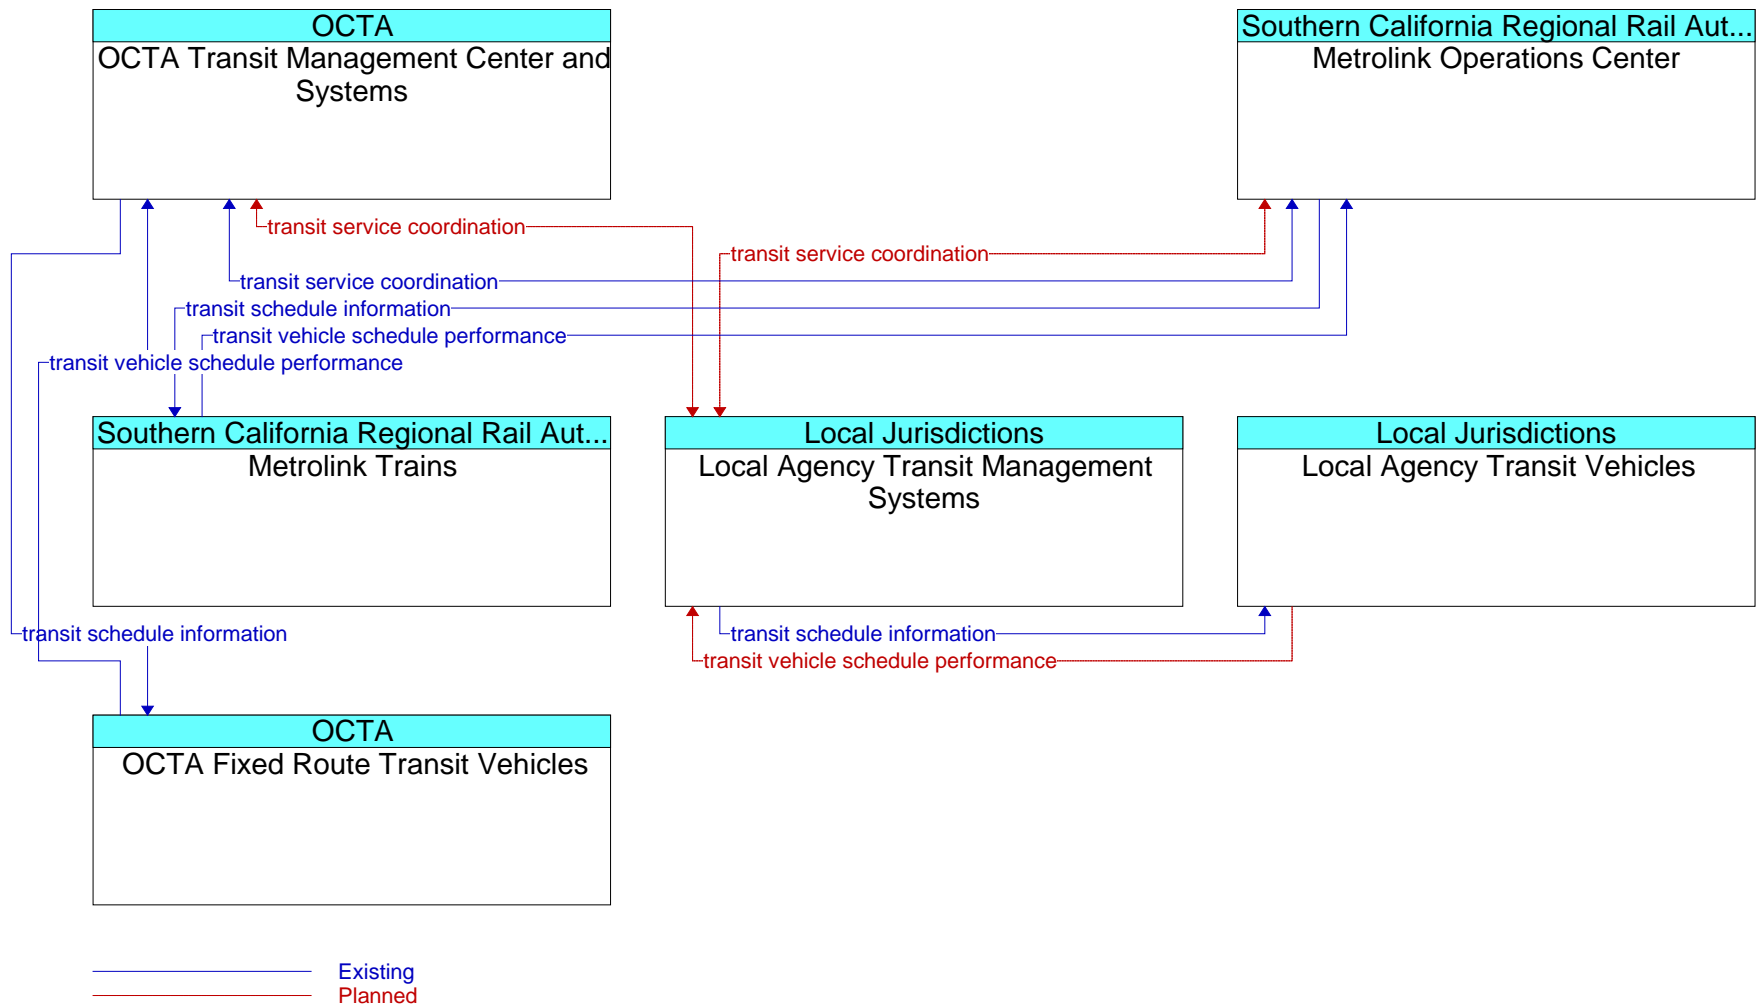 OCTA
OCTA Transit Management Center and
Systems
Southern California Regional Rail Aut...
Metrolink Operations Center
transit service coordination
transit service coordination
transit service coordination
transit schedule information
transit vehicle schedule performance
transit vehicle schedule performance
Southern California Regional Rail Aut...
Metrolink Trains
Local Jurisdictions
Local Agency Transit Management
Systems
Local Jurisdictions
Local Agency Transit Vehicles
transit schedule information
transit schedule information
transit vehicle schedule performance
OCTA
OCTA Fixed Route Transit Vehicles
Existing
Planned